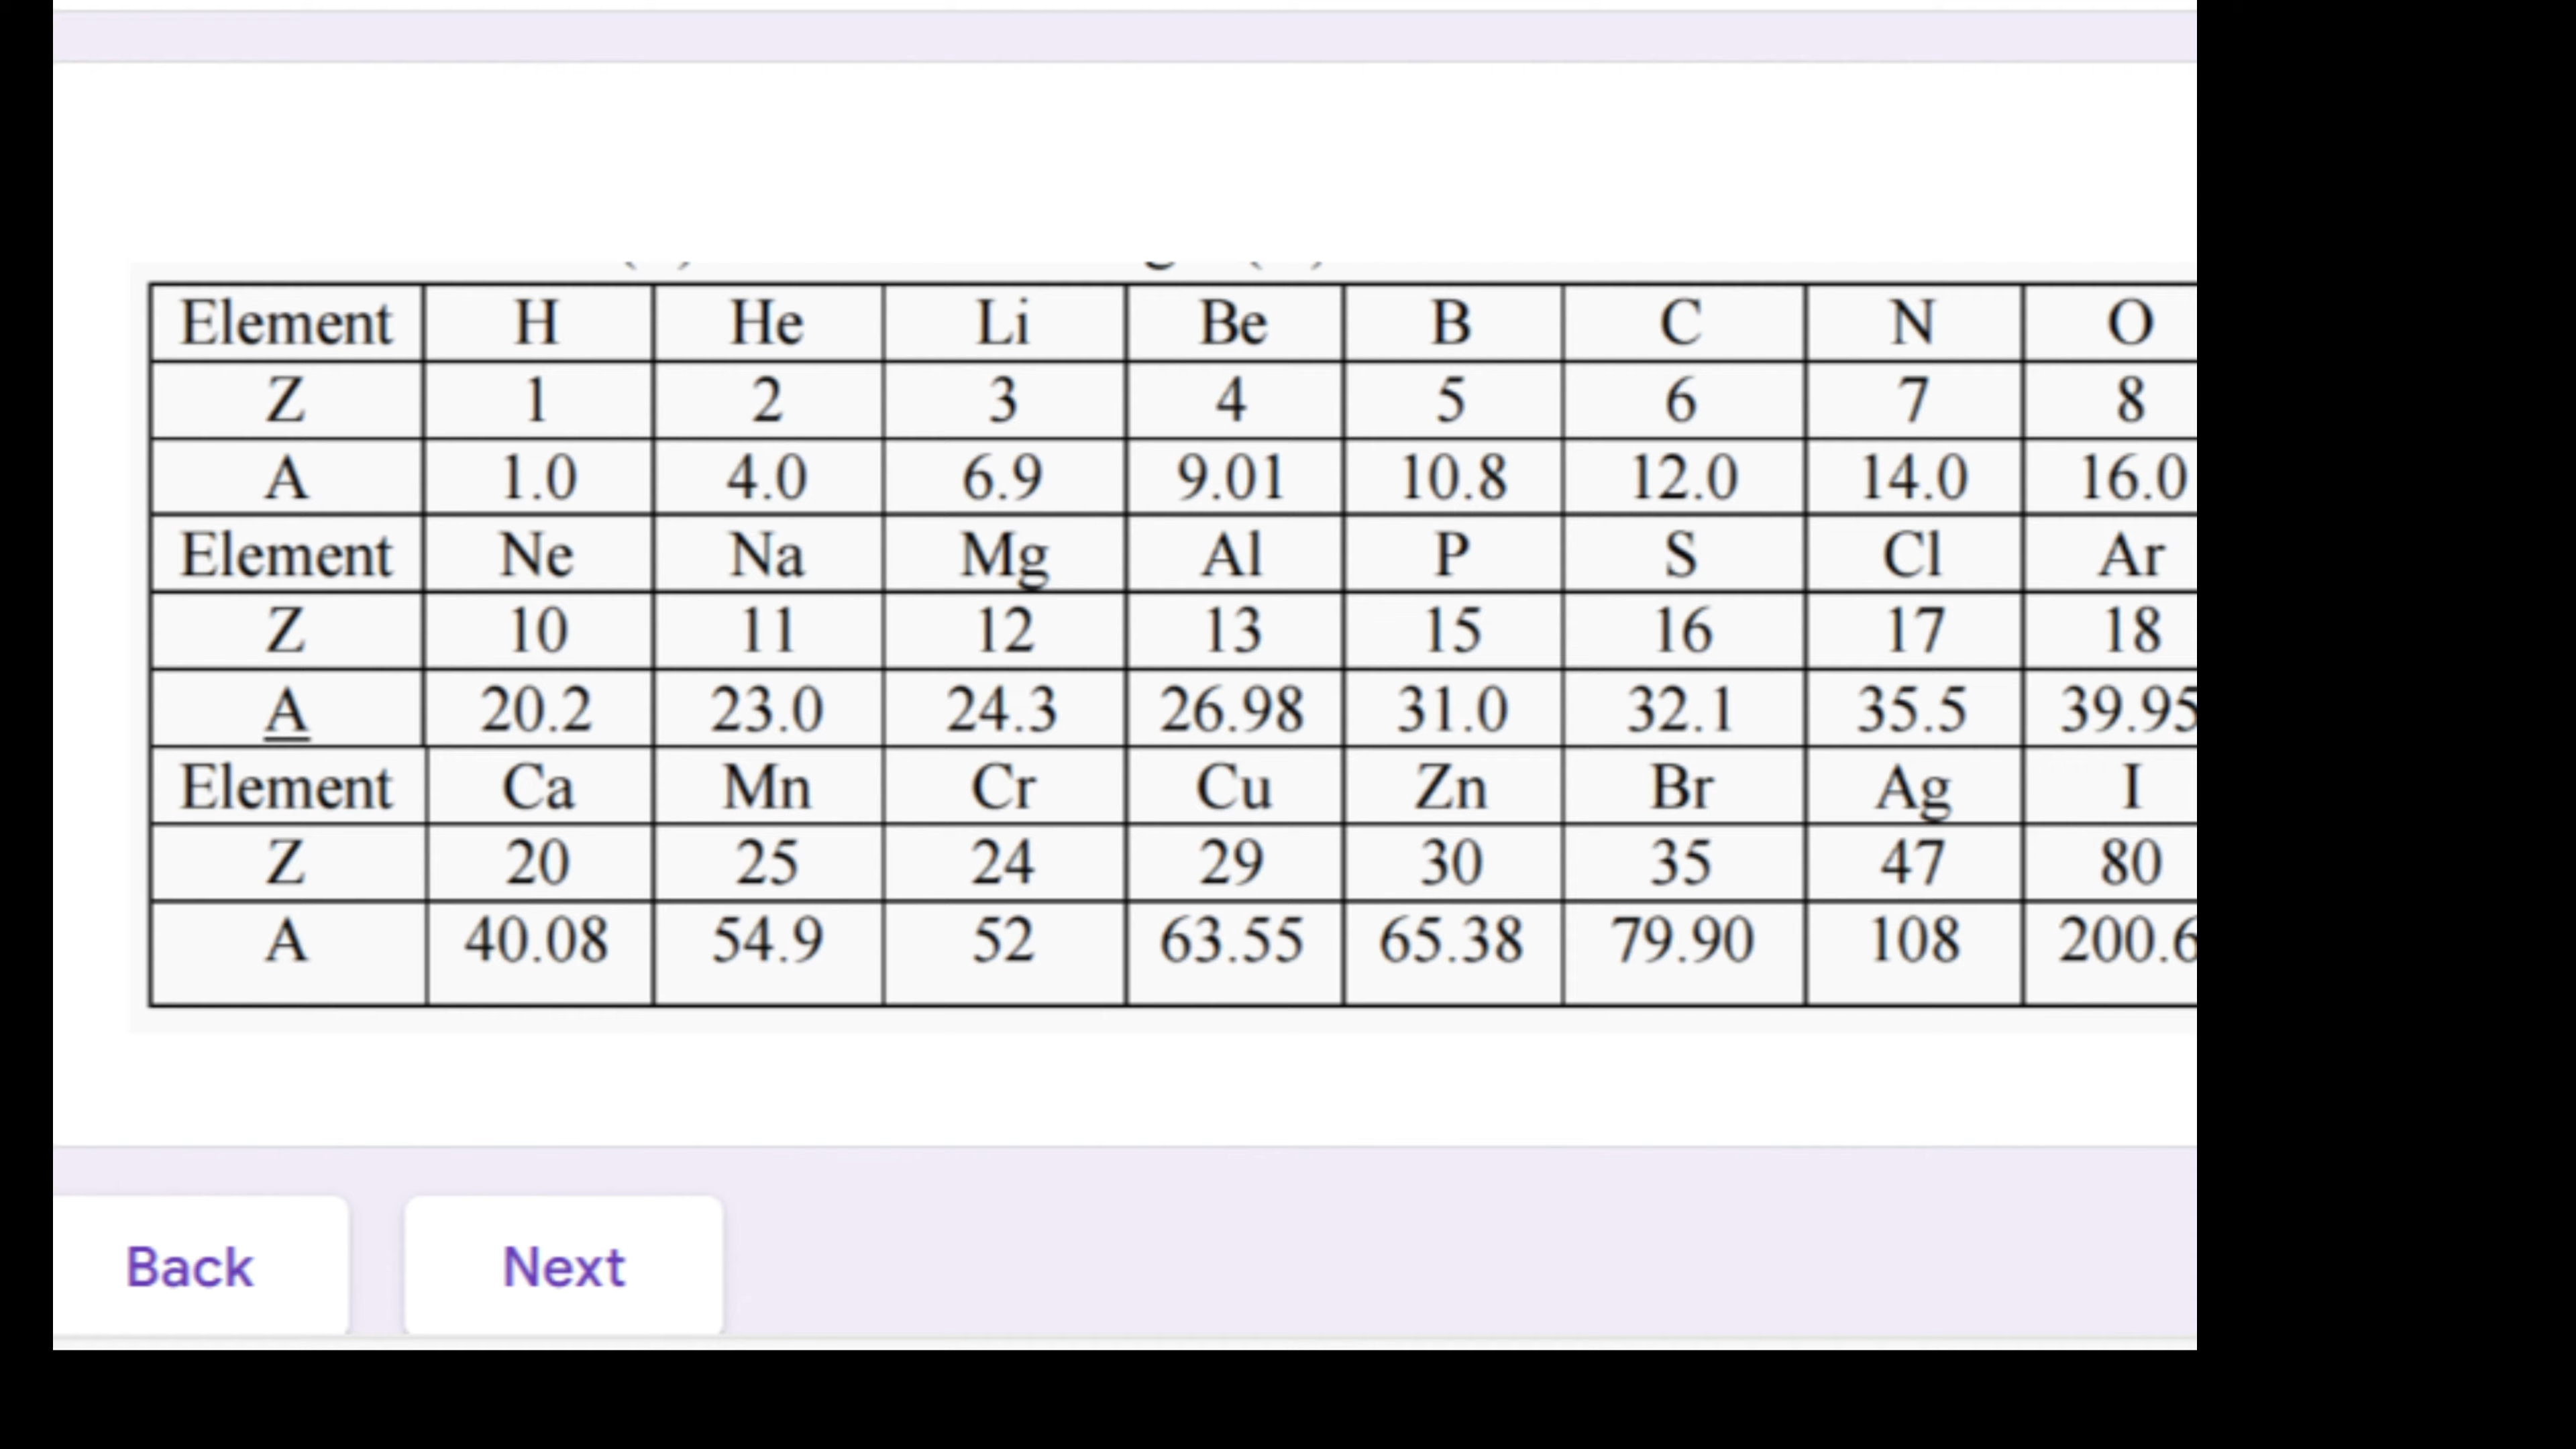 Element H He Li Be B C N O
Z 1 2 3 4 5 6 7 8
A 1.0 4.0 6.9 9.01 10.8 12.0 14.0 16.0
Element Ne Na Mg Al P S Cl Ar
Z 10 11 12 13 15 16 17 18
A 20.2 23.0 24.3 26.98 31.0 32.1 35.5 39.95
Element Ca Mn Cr Cu Zn Br Ag I
Z 20 25 24 29 30 35 47 80
A 40.08 54.9 52 63.55 65.38 79.90 108 200.6
Back Next